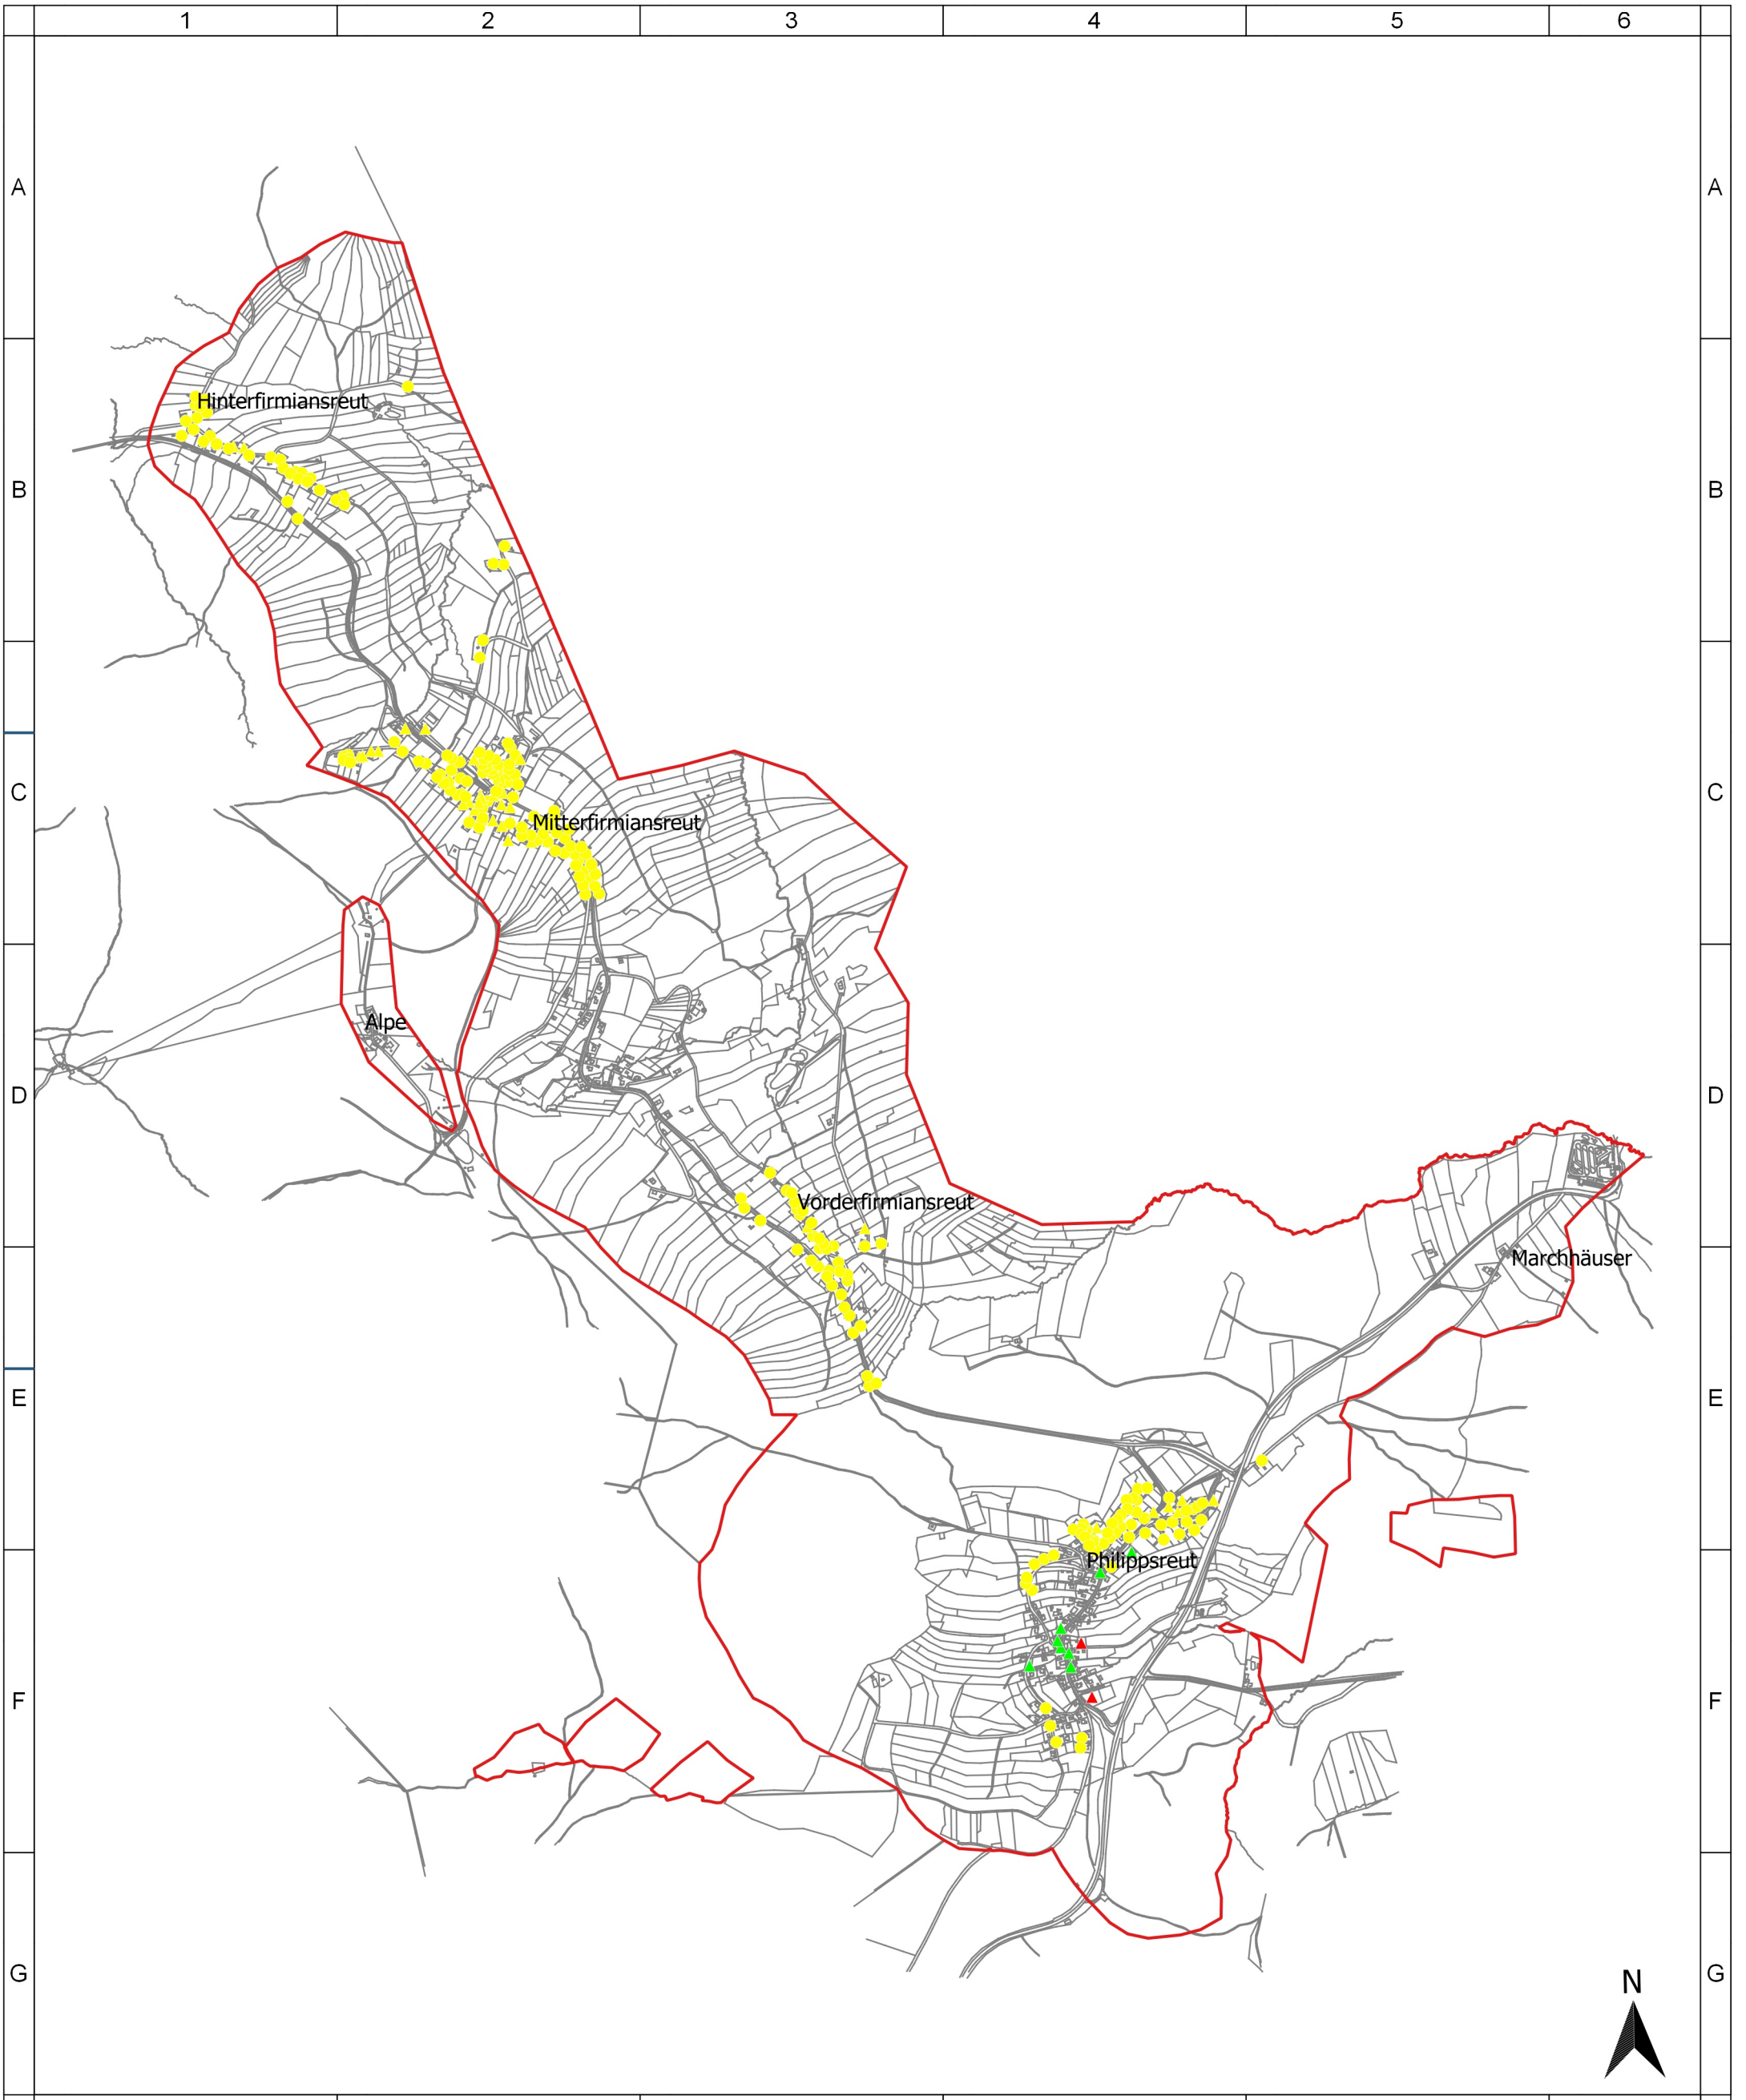 1 2 3 4 5 6
A A
Hinterfirmiansreut
B B
C C
Mitterfirmiansreut
Alpe
D D
Vorderfirmiansreut
Marchhäuser
E E
Philippsreut
F F
G G
N